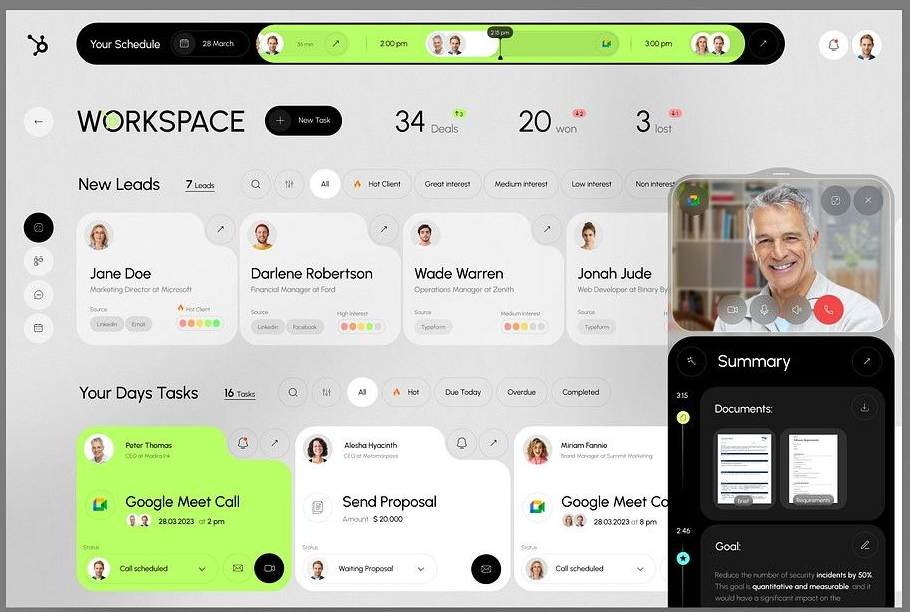 Your Schedule
28 March
36 min
2:00 pm
2:15 pm
3:00 pm
WORKSPACE
+ New Task
34 Deals ↑3
20 won ↓2
3 lost ↓1
New Leads
7 Leads
All
Hot Client
Great interest
Medium interest
Low interest
Non interest
Jane Doe
Marketing Director at Microsoft
Source
Hot Client
LinkedIn
Email
Darlene Robertson
Financial Manager at Ford
Source
High Interest
LinkedIn
Facebook
Wade Warren
Operations Manager at Zenith
Source
Medium Interest
Typeform
Jonah Jude
Web Developer at Binary By
Source
Typeform
Your Days Tasks
16 Tasks
All
Hot
Due Today
Overdue
Completed
Peter Thomas
CEO at Madira Ink
Google Meet Call
28.03.2023 at 2 pm
Status
Call scheduled
Alesha Hyacinth
CEO at Metamorposs
Send Proposal
Amount $ 20,000
Status
Waiting Proposal
Miriam Fannie
Brand Manager at Summit Marketing
Google Meet Co
28.03.2023 at 8 pm
Status
Call scheduled
Summary
3:15
Documents:
Brief
Requirements
2:46
Goal:
Reduce the number of security incidents by 50%.
This goal is quantitative and measurable, and it
would have a significant impact on the